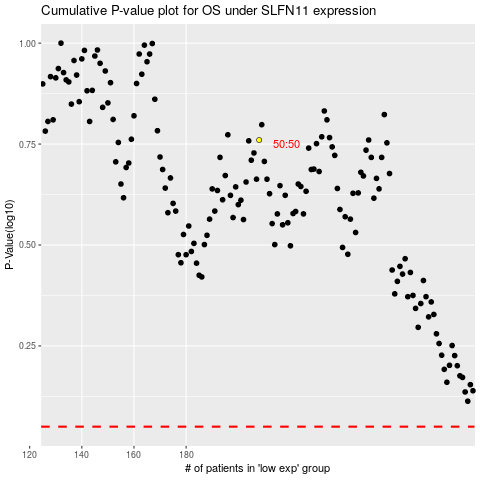 Cumulative P-value plot for OS under SLFN11 expression
P-Value(log10)
1.00
0.75
0.50
0.25
50:50
120 140 160 180
# of patients in 'low exp' group